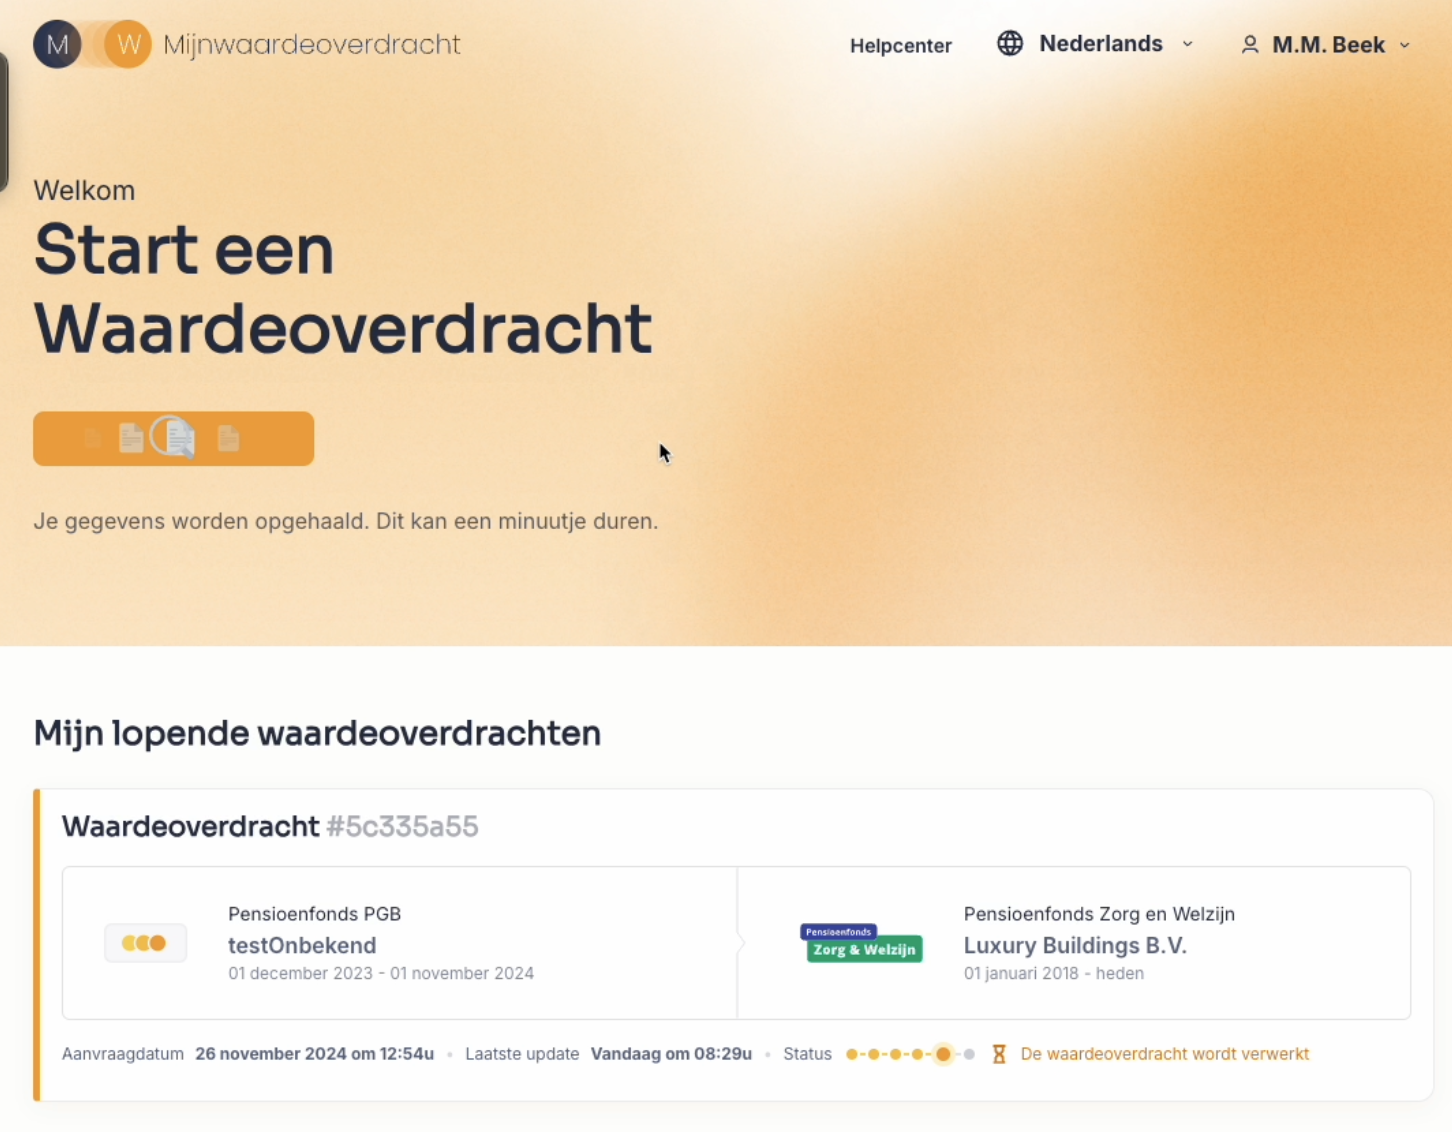 M W Mijnwaardeoverdracht
Helpcenter
Nederlands
M.M. Beek
Welkom
Start een
Waardeoverdracht
Je gegevens worden opgehaald. Dit kan een minuutje duren.
Mijn lopende waardeoverdrachten
Waardeoverdracht #5c335a55
Pensioenfonds PGB
testOnbekend
01 december 2023 - 01 november 2024
Pensioenfonds
Zorg & Welzijn
Pensioenfonds Zorg en Welzijn
Luxury Buildings B.V.
01 januari 2018 - heden
Aanvraagdatum 26 november 2024 om 12:54u • Laatste update Vandaag om 08:29u • Status De waardeoverdracht wordt verwerkt